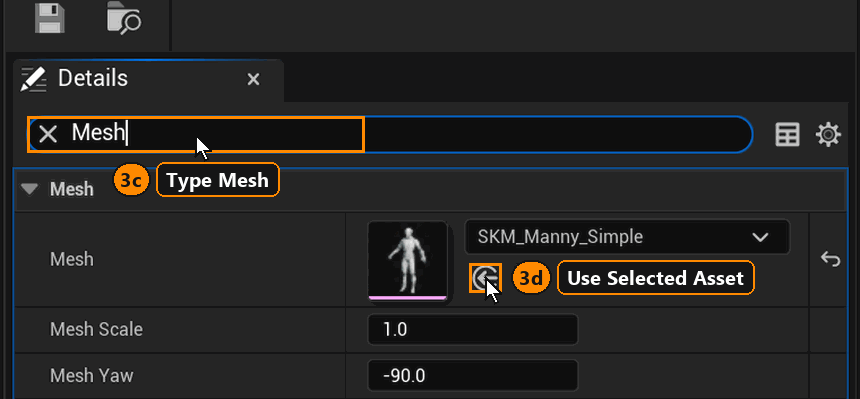 Details
Mesh
3c Type Mesh
Mesh
Mesh
SKM_Manny_Simple
3d Use Selected Asset
Mesh Scale
1.0
Mesh Yaw
-90.0